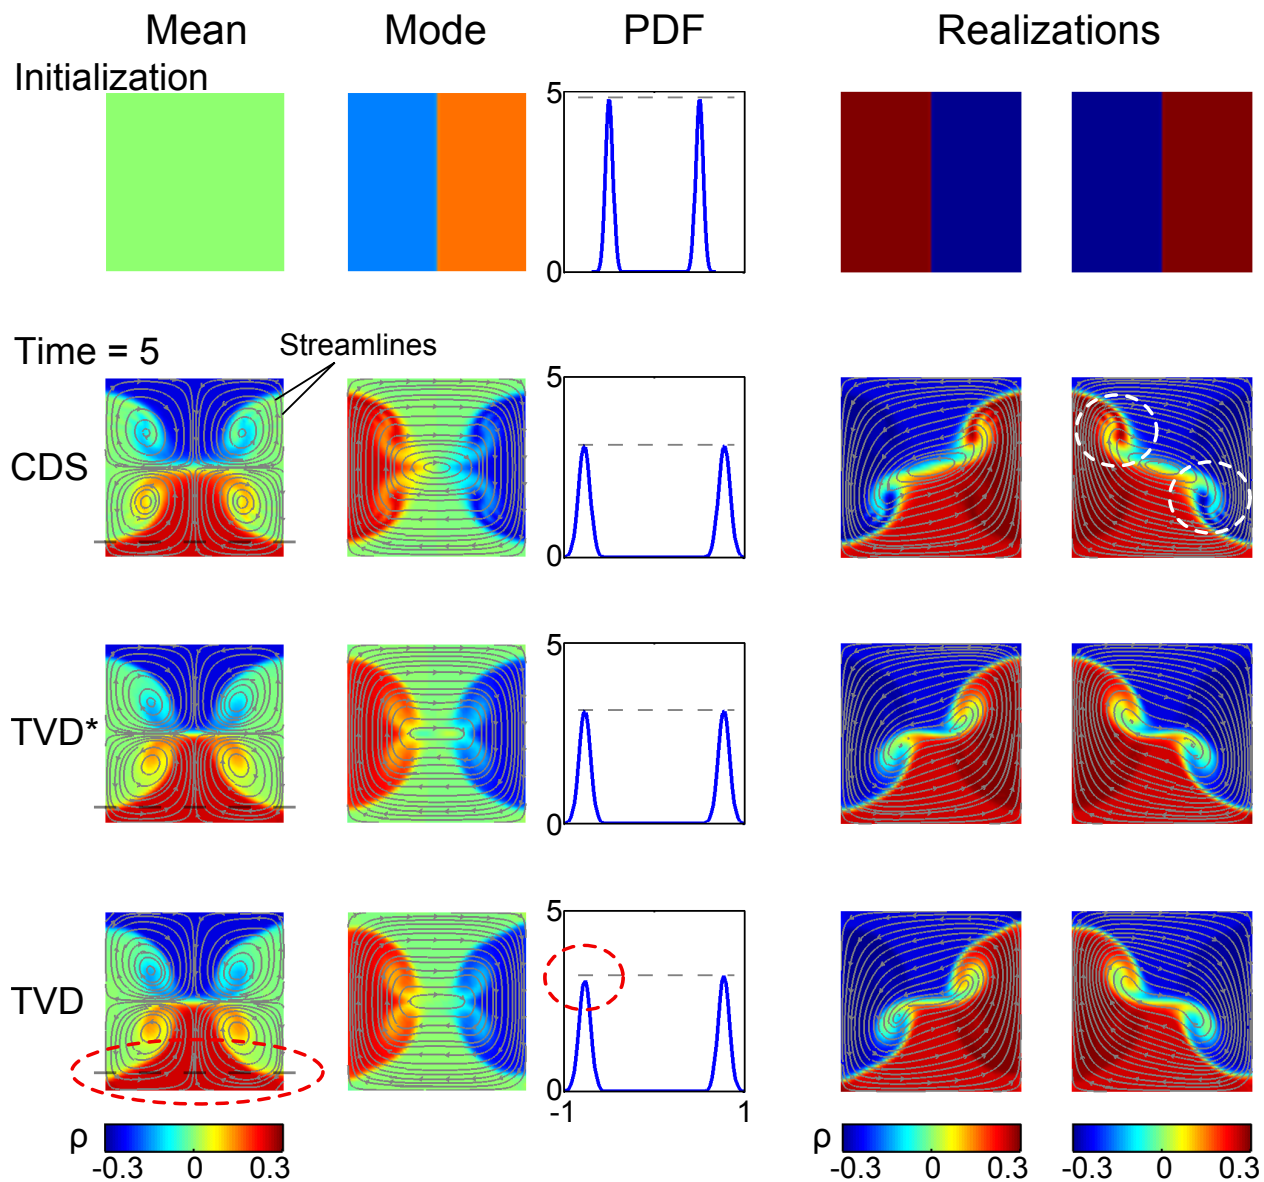 Mean Mode PDF Realizations
Initialization
5
0
Time = 5
Streamlines
CDS
5
0
TVD*
5
0
TVD
5
0
-1 1
ρ
-0.3 0 0.3
ρ
-0.3 0 0.3
-0.3 0 0.3